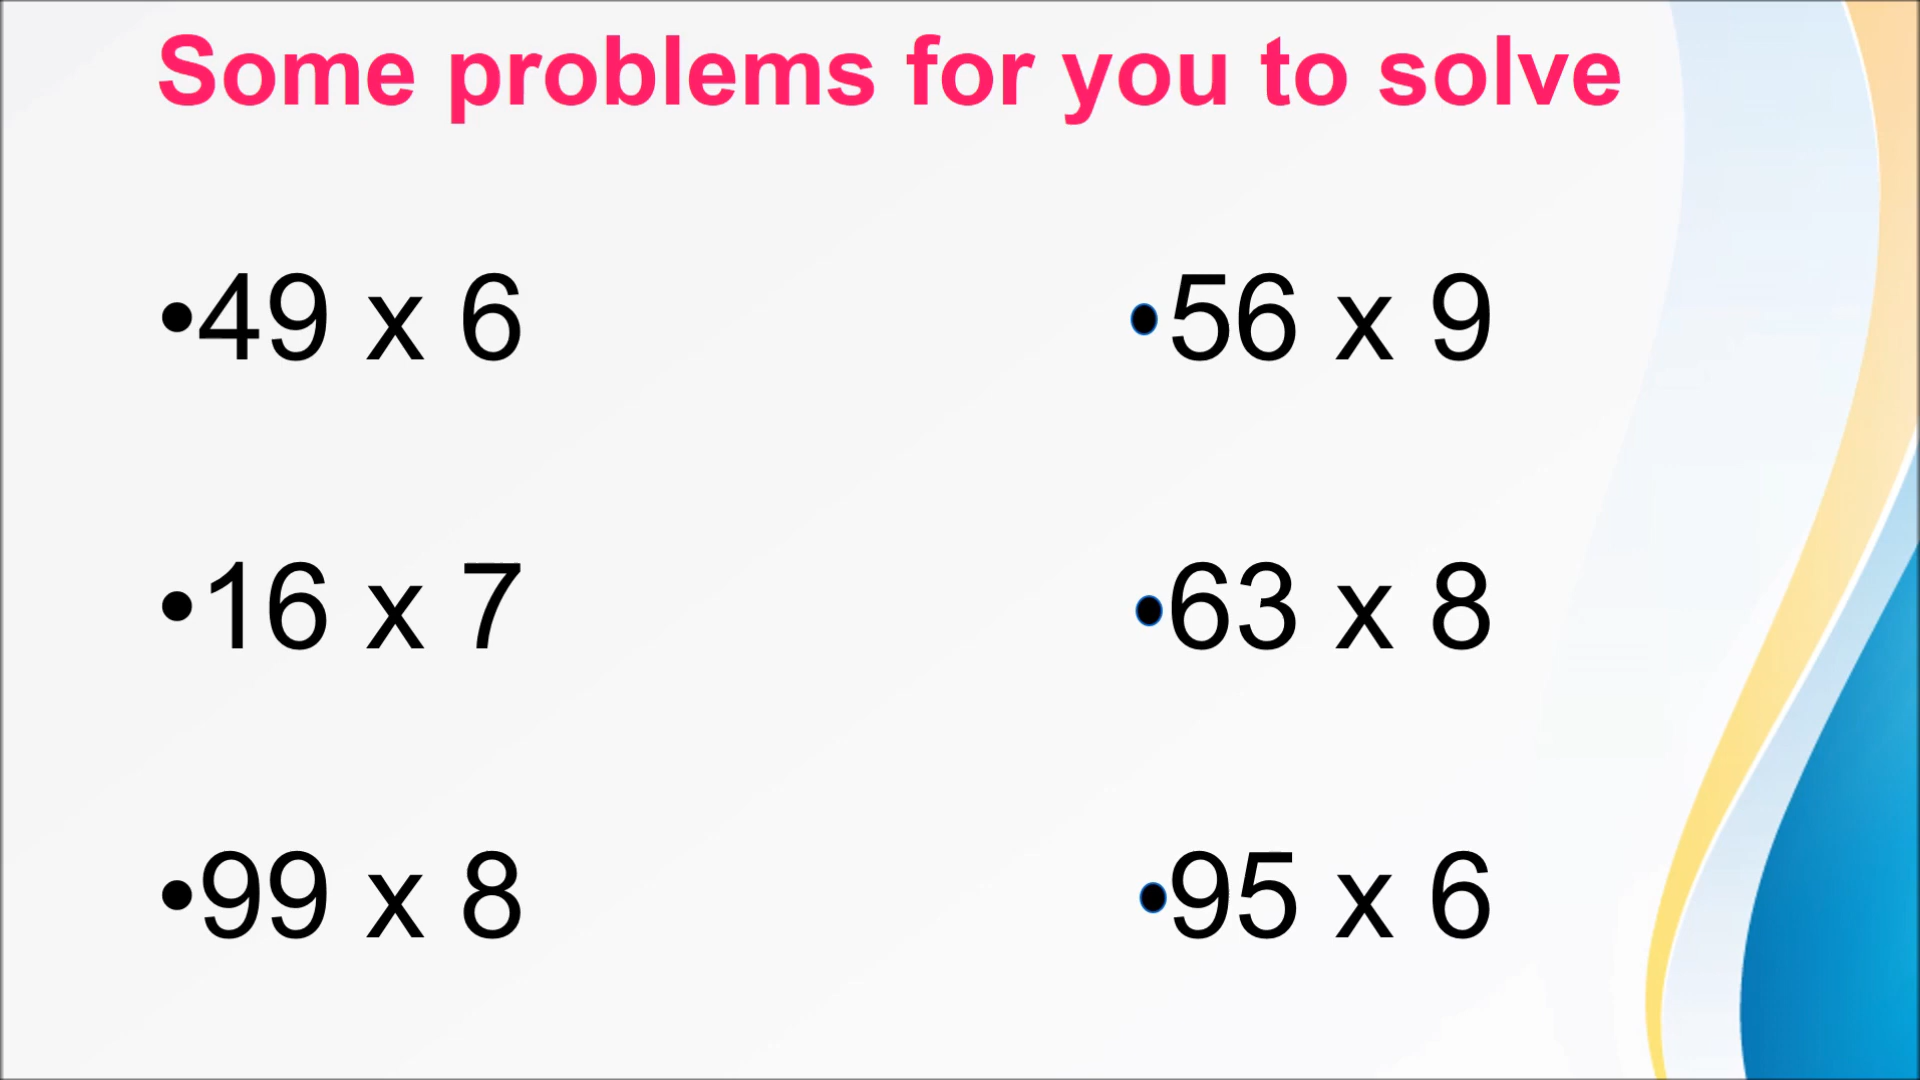 Some problems for you to solve
•49 x 6
•56 x 9
•16 x 7
•63 x 8
•99 x 8
•95 x 6